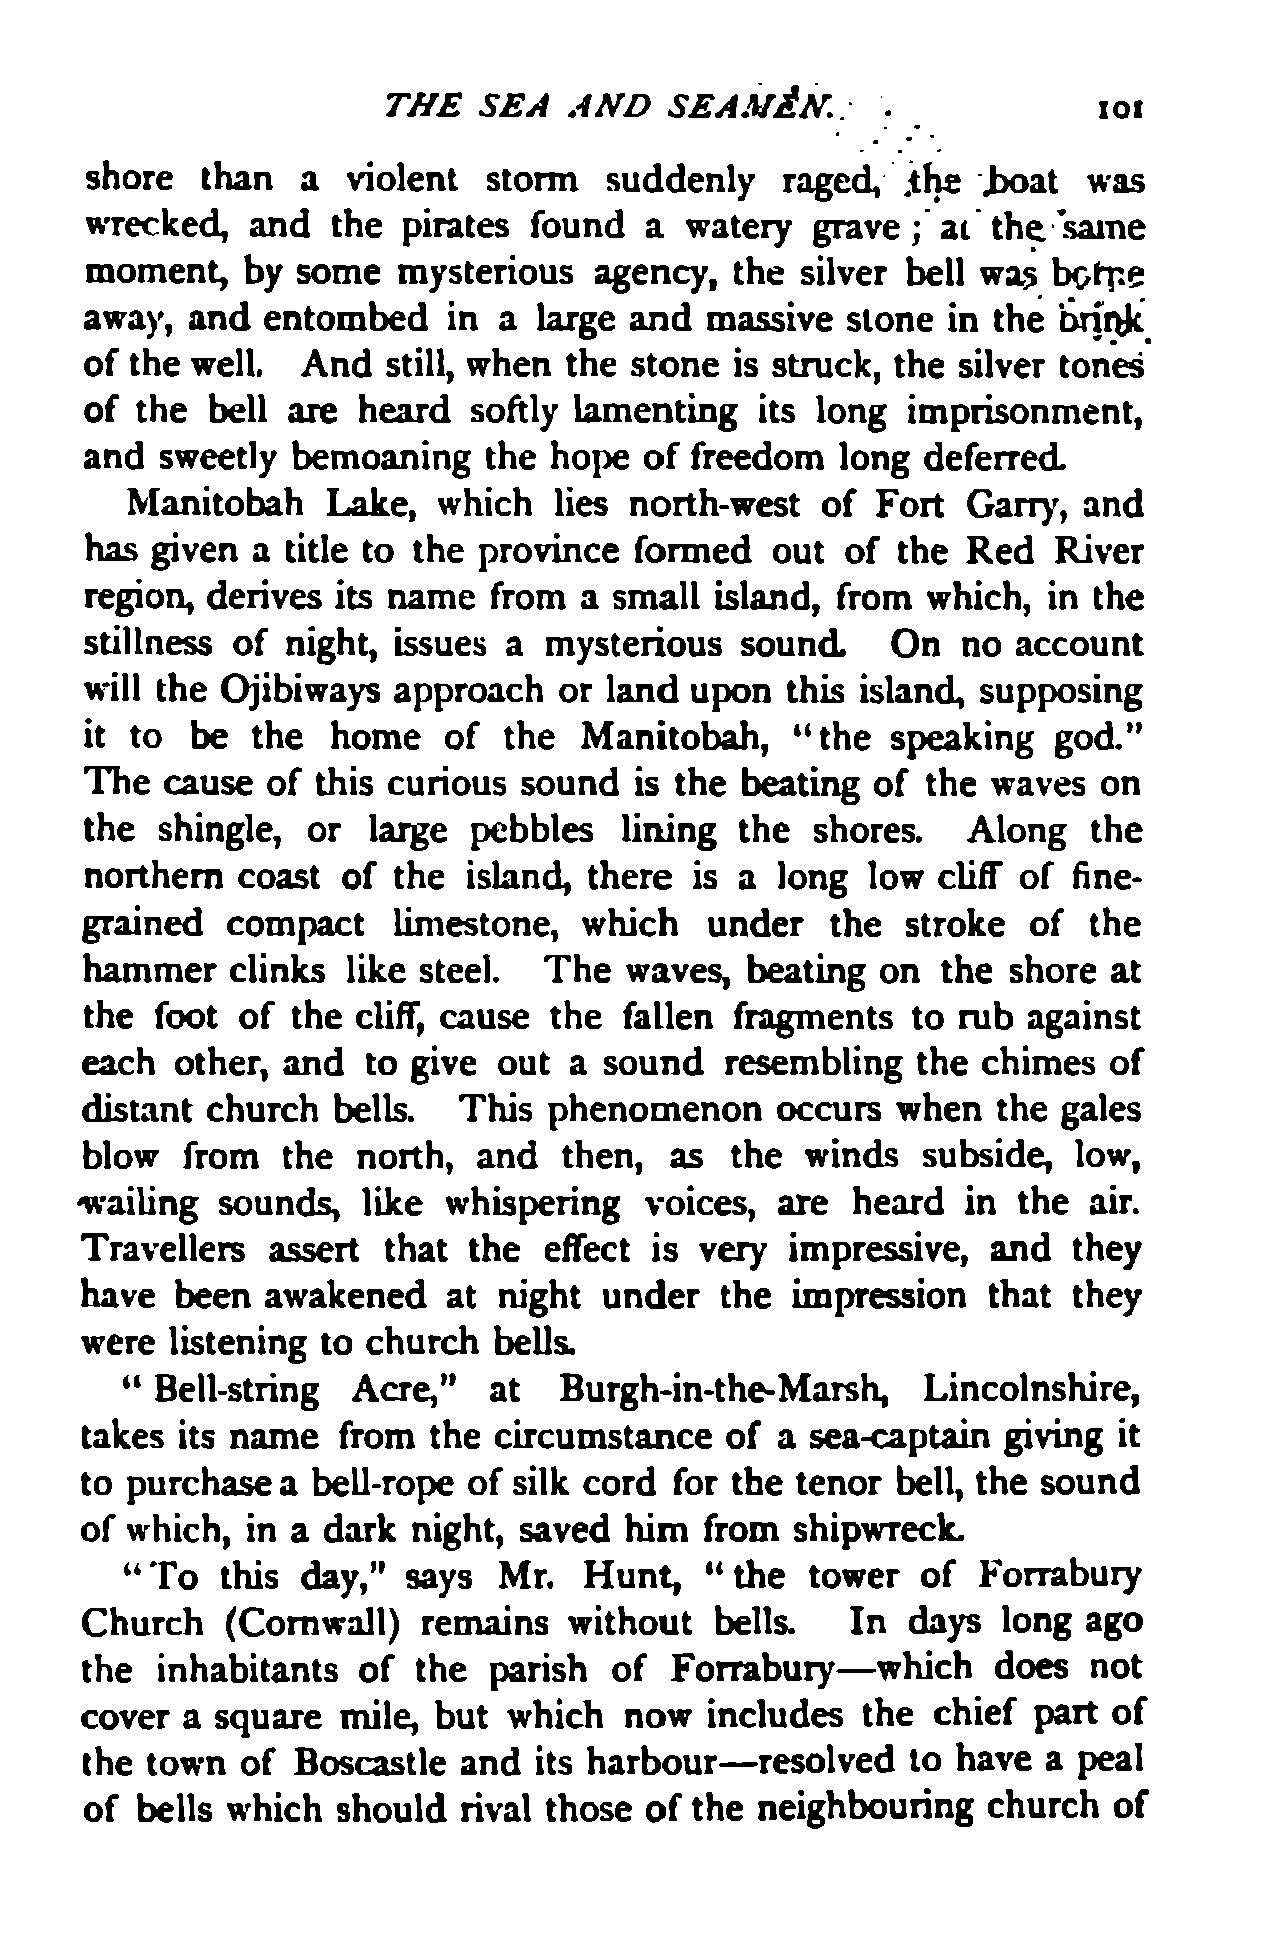 THE SEA AND SEAMEN. 101
shore than a violent storm suddenly raged, the boat was
wrecked, and the pirates found a watery grave; at the same
moment, by some mysterious agency, the silver bell was borne
away, and entombed in a large and massive stone in the brink
of the well. And still, when the stone is struck, the silver tones
of the bell are heard softly lamenting its long imprisonment,
and sweetly bemoaning the hope of freedom long deferred.
Manitobah Lake, which lies north-west of Fort Garry, and
has given a title to the province formed out of the Red River
region, derives its name from a small island, from which, in the
stillness of night, issues a mysterious sound. On no account
will the Ojibiways approach or land upon this island, supposing
it to be the home of the Manitobah, "the speaking god."
The cause of this curious sound is the beating of the waves on
the shingle, or large pebbles lining the shores. Along the
northern coast of the island, there is a long low cliff of fine-
grained compact limestone, which under the stroke of the
hammer clinks like steel. The waves, beating on the shore at
the foot of the cliff, cause the fallen fragments to rub against
each other, and to give out a sound resembling the chimes of
distant church bells. This phenomenon occurs when the gales
blow from the north, and then, as the winds subside, low,
wailing sounds, like whispering voices, are heard in the air.
Travellers assert that the effect is very impressive, and they
have been awakened at night under the impression that they
were listening to church bells.
"Bell-string Acre," at Burgh-in-the-Marsh, Lincolnshire,
takes its name from the circumstance of a sea-captain giving it
to purchase a bell-rope of silk cord for the tenor bell, the sound
of which, in a dark night, saved him from shipwreck.
"To this day," says Mr. Hunt, "the tower of Forrabury
Church (Cornwall) remains without bells. In days long ago
the inhabitants of the parish of Forrabury—which does not
cover a square mile, but which now includes the chief part of
the town of Boscastle and its harbour—resolved to have a peal
of bells which should rival those of the neighbouring church of